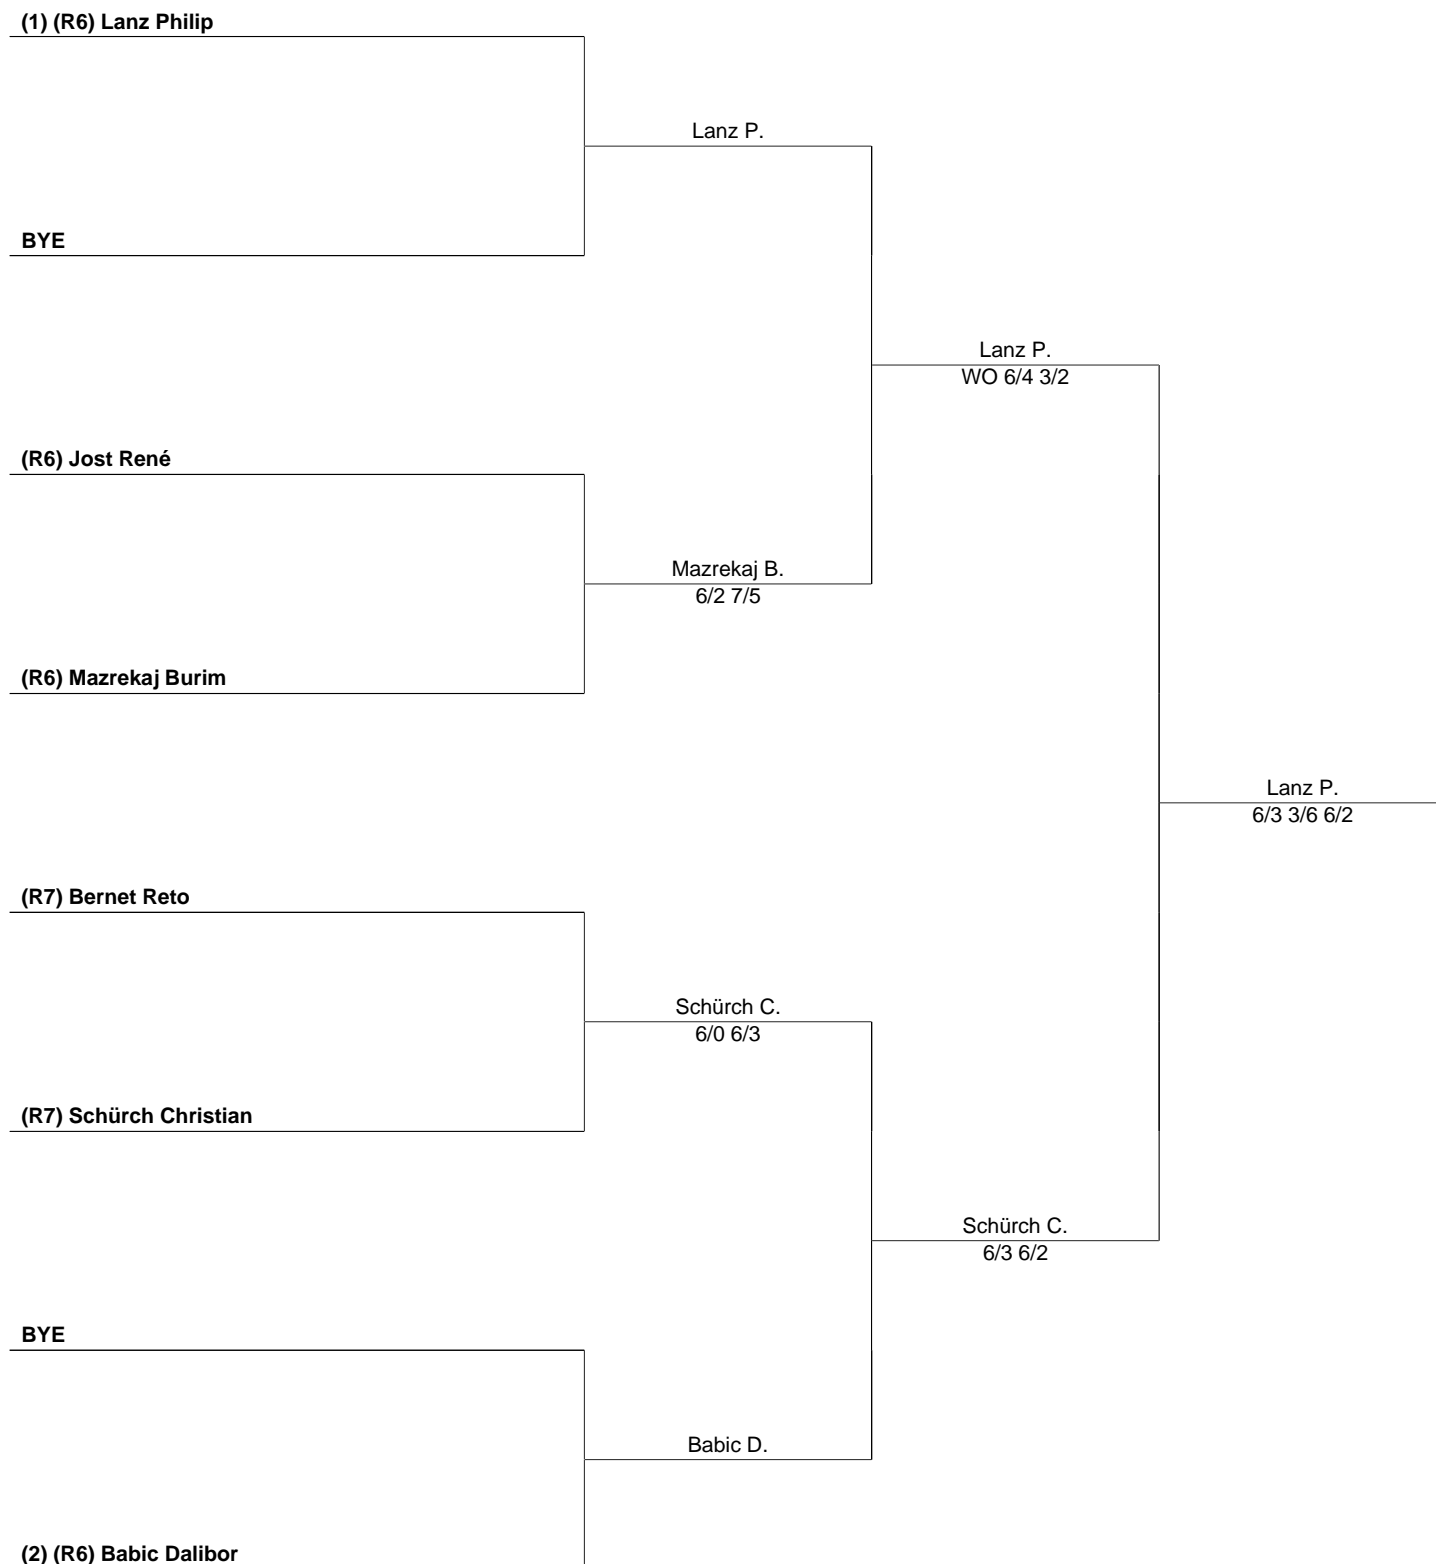 (1) (R6) Lanz Philip
Lanz P.
BYE
Lanz P.
WO 6/4 3/2
(R6) Jost René
Mazrekaj B.
6/2 7/5
(R6) Mazrekaj Burim
Lanz P.
6/3 3/6 6/2
(R7) Bernet Reto
Schürch C.
6/0 6/3
(R7) Schürch Christian
Schürch C.
6/3 6/2
BYE
Babic D.
(2) (R6) Babic Dalibor